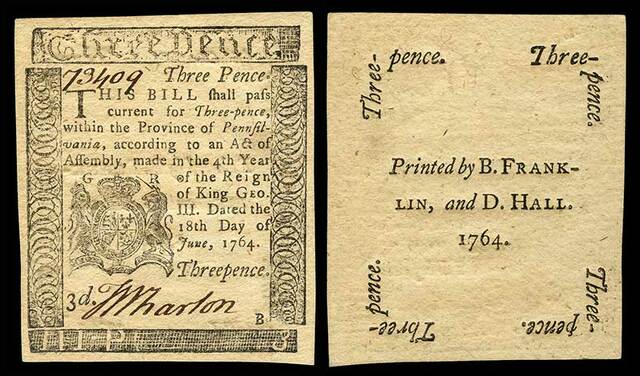 Three Pence.
73409 Three Pence.
THIS BILL ſhall paſs
current for Three-pence,
within the Province of Pennſil-
vania, according to an Act of
Aſſembly, made in the 4th Year
G R of the Reign
of King GEO.
III. Dated the
18th Day of
June, 1764.
Threepence.
3d. Wharton
B
Three-pence.
Three-pence.
Printed by B. FRANK-
LIN, and D. HALL.
1764.
Three-pence.
Three-pence.